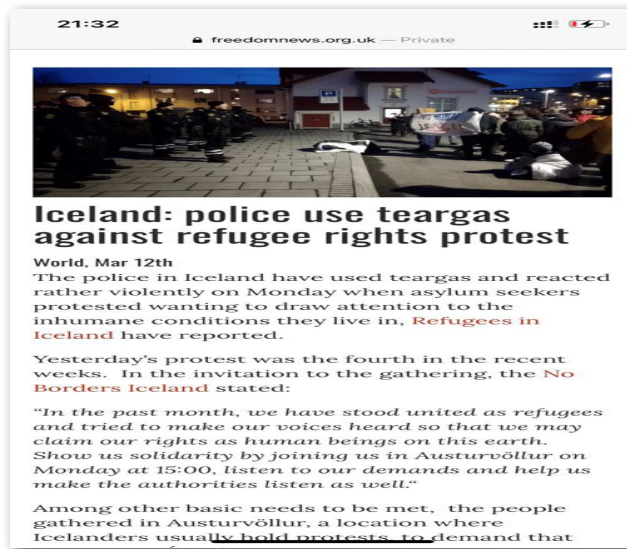 21:32
freedomnews.org.uk — Private
Iceland: police use teargas
against refugee rights protest
World, Mar 12th
The police in Iceland have used teargas and reacted
rather violently on Monday when asylum seekers
protested wanting to draw attention to the
inhumane conditions they live in, Refugees in
Iceland have reported.
Yesterday’s protest was the fourth in the recent
weeks. In the invitation to the gathering, the No
Borders Iceland stated:
“In the past month, we have stood united as refugees
and tried to make our voices heard so that we may
claim our rights as human beings on this earth.
Show us solidarity by joining us in Austurvöllur on
Monday at 15:00, listen to our demands and help us
make the authorities listen as well.“
Among other basic needs to be met, the people
gathered in Austurvöllur, a location where
Icelanders usually hold protests, to demand that